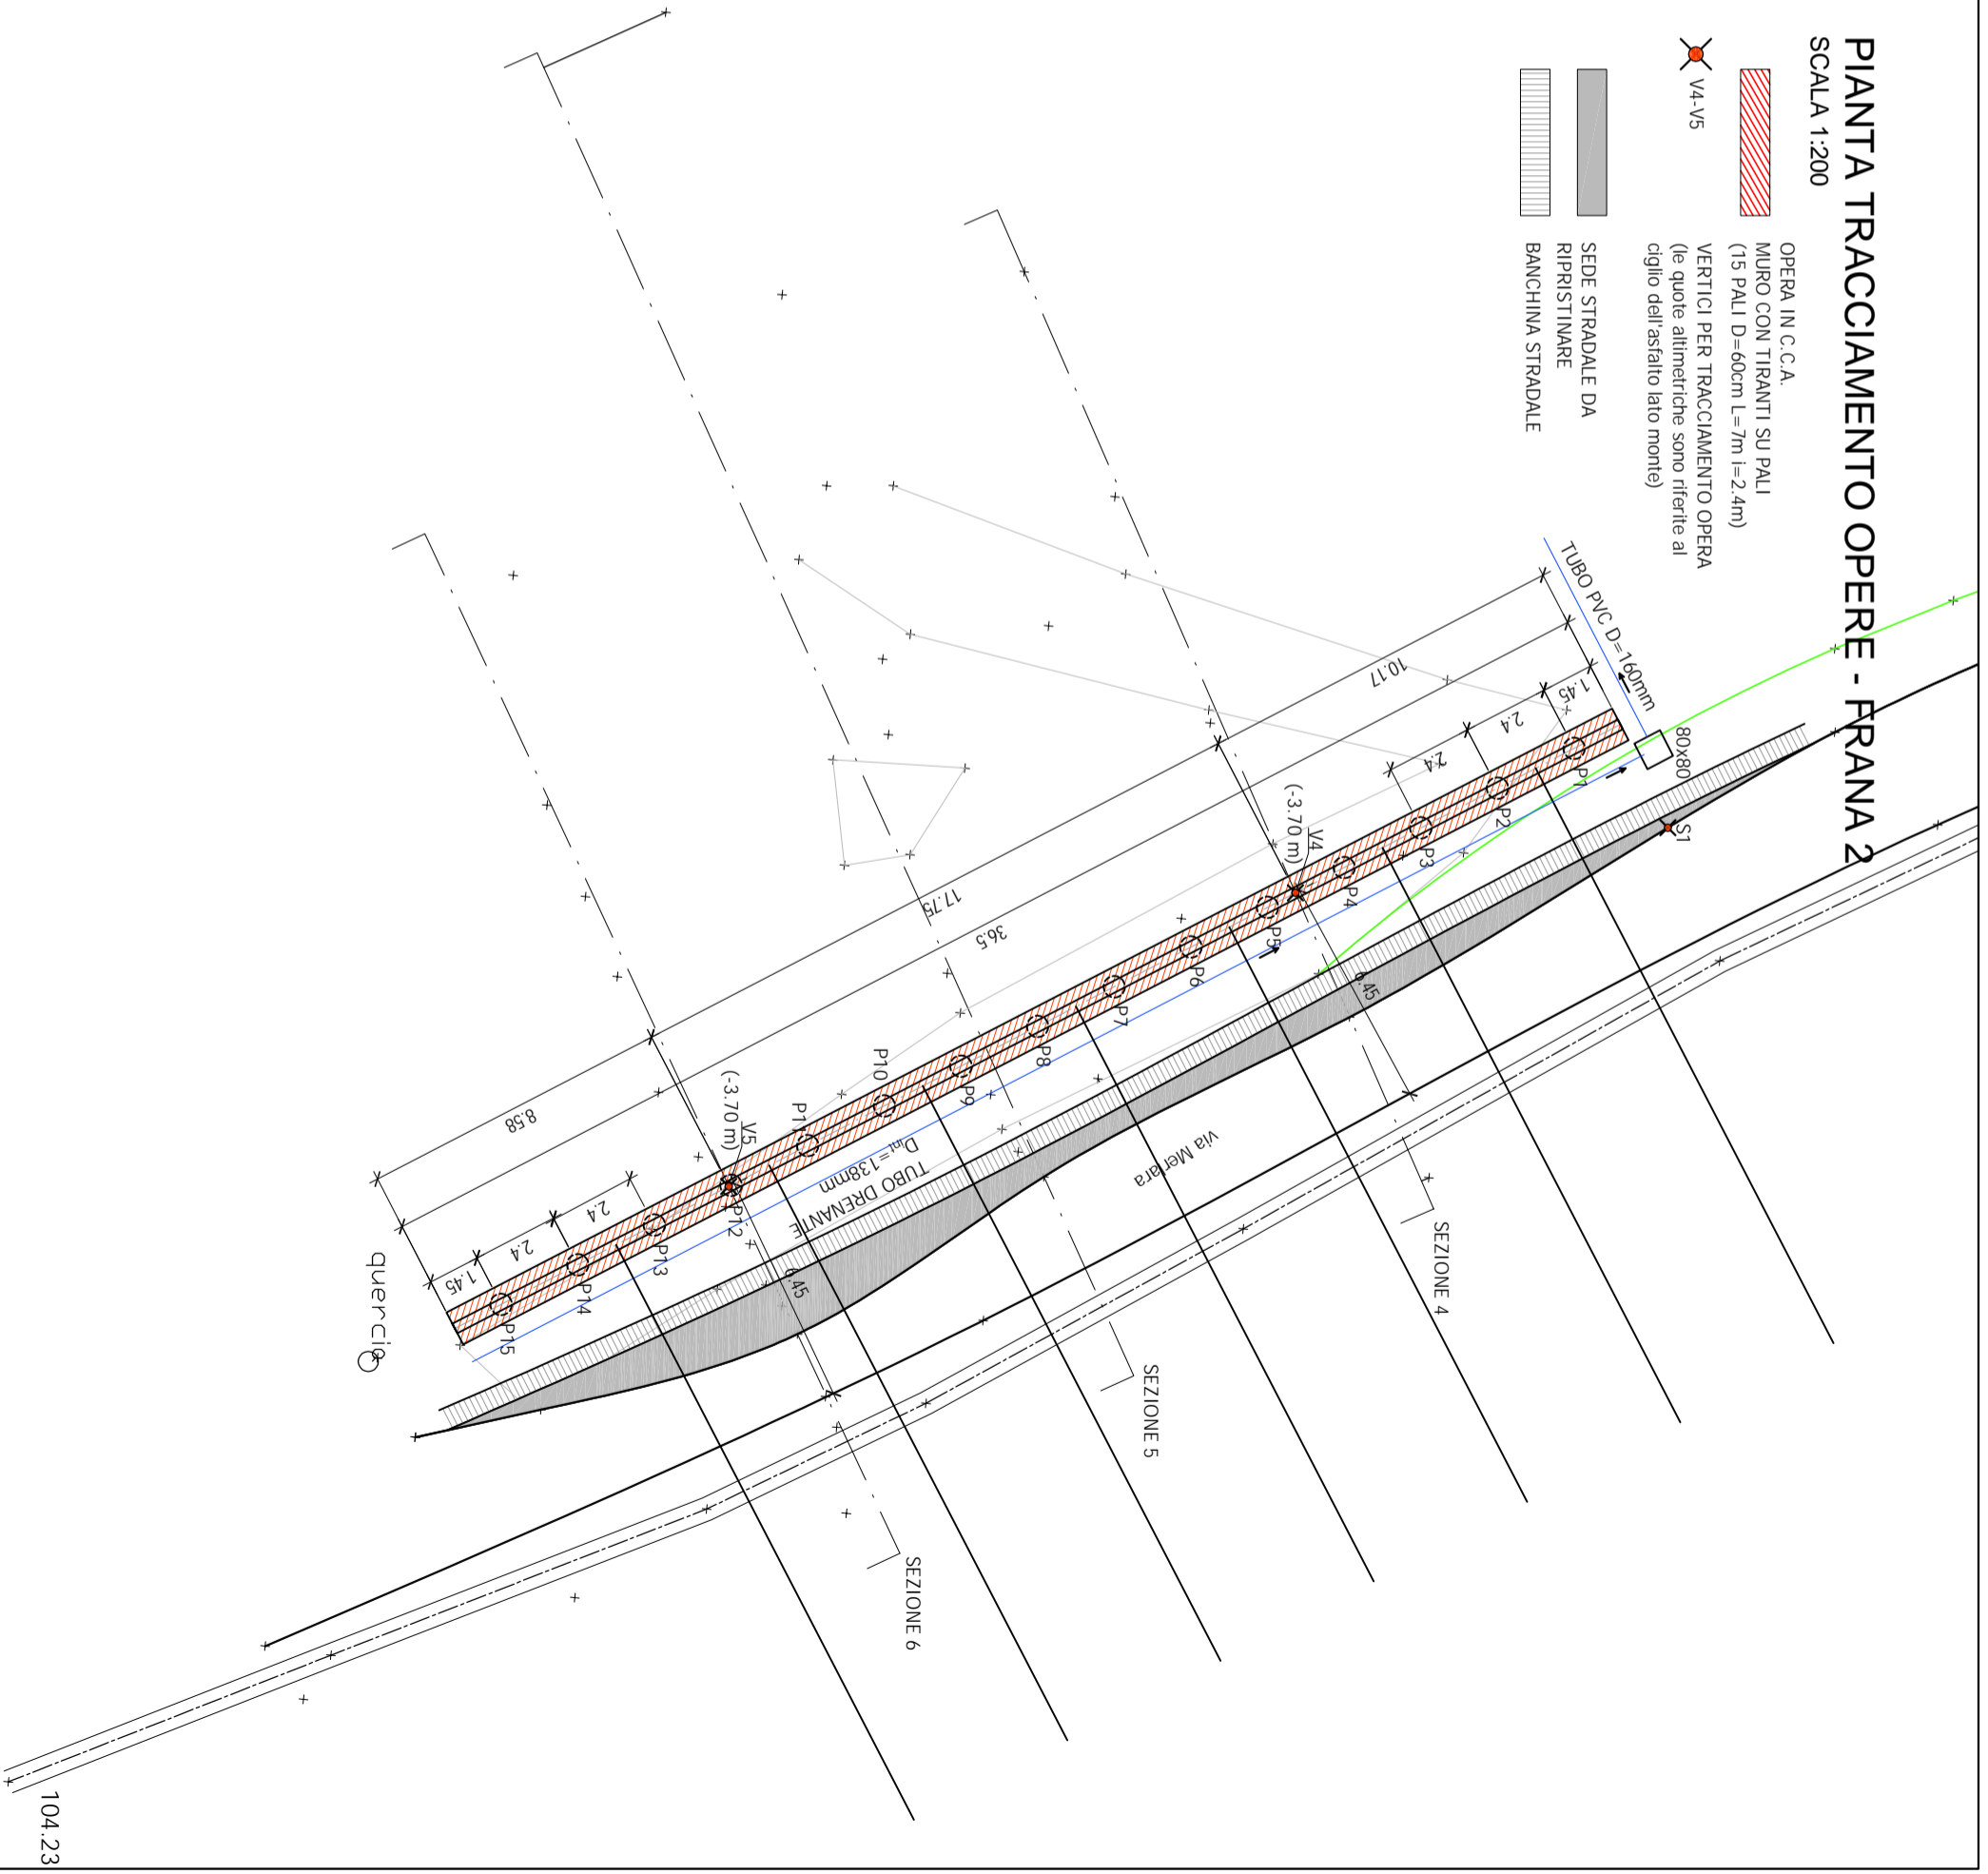 PIANTA TRACCIAMENTO OPERE - FRANA 2
SCALA 1:200
OPERA IN C.C.A.
MURO CON TIRANTI SU PALI
(15 PALI D=60cm L=7m i=2.4m)
V4-V5
VERTICI PER TRACCIAMENTO OPERA
(le quote altimetriche sono riferite al
ciglio dell'asfalto lato monte)
SEDE STRADALE DA
RIPRISTINARE
BANCHINA STRADALE
TUBO PVC D=160mm
80x80
S1
10.17
17.75
36.5
8.58
1.45
2.4
2.4
P1
P2
P3
P4
V4
(-3.70 m)
P5
P6
P7
P8
P9
P10
P11
V5
(-3.70 m)
P12
P13
P14
P15
2.4
2.4
1.45
6.45
6.45
TUBO DRENANTE
Dint=138mm
via Merlara
SEZIONE 4
SEZIONE 5
SEZIONE 6
quercia
104.23